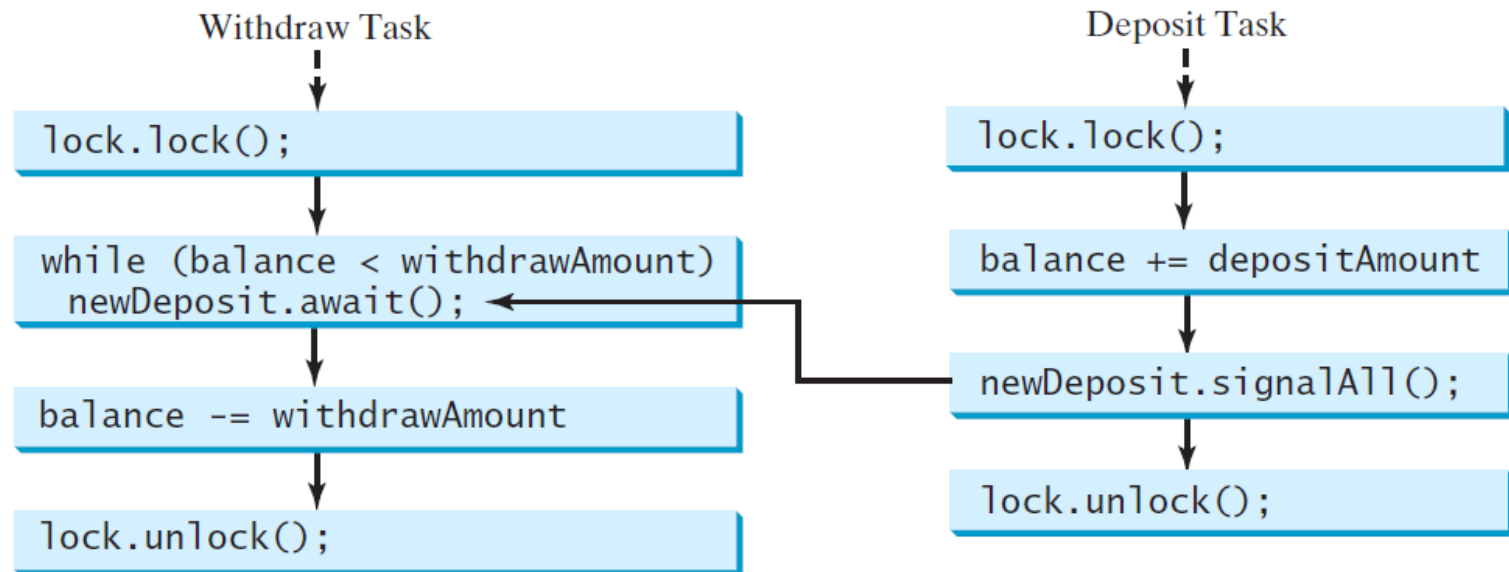 Withdraw Task
lock.lock();
while (balance < withdrawAmount)
newDeposit.await();
balance -= withdrawAmount
lock.unlock();
Deposit Task
lock.lock();
balance += depositAmount
newDeposit.signalAll();
lock.unlock();